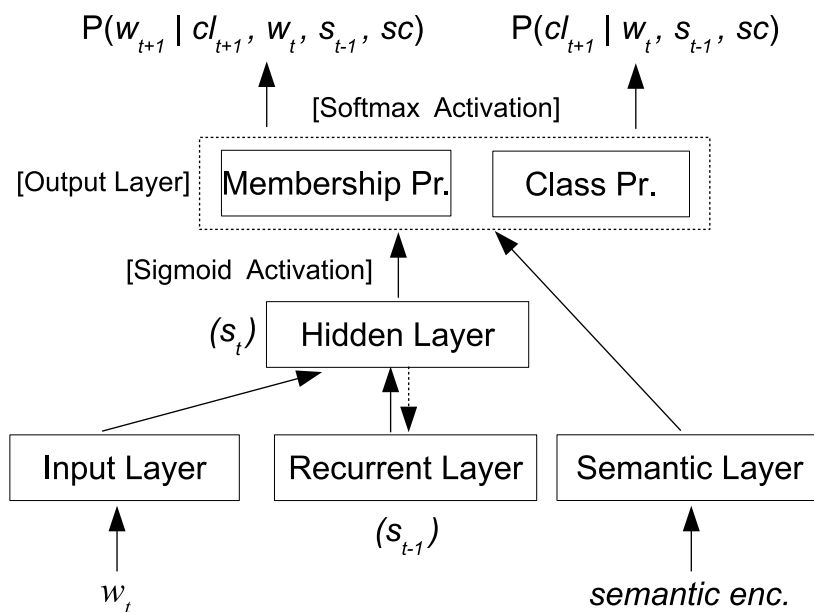 P(w_{t+1} | cl_{t+1}, w_t, s_{t-1}, sc) P(cl_{t+1} | w_t, s_{t-1}, sc)
[Softmax Activation]
[Output Layer] Membership Pr. Class Pr.
[Sigmoid Activation]
(s_t) Hidden Layer
Input Layer Recurrent Layer Semantic Layer
(s_{t-1})
w_t semantic enc.